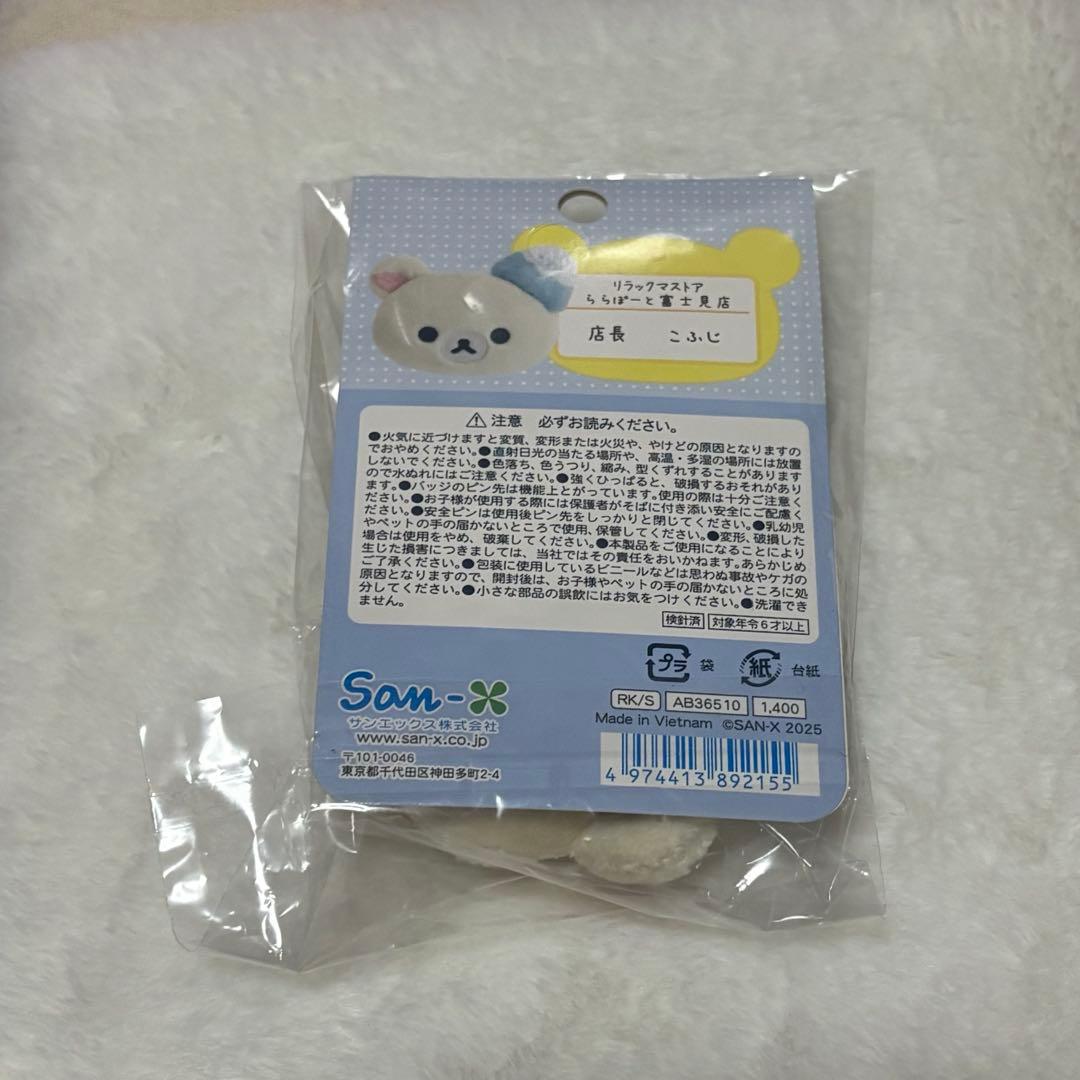 リラックマストア
ららぽーと富士見店
店長 こふじ
⚠注意 必ずお読みください。
●火気に近づけますと変質、変形または火災や、やけどの原因となりますの
でおやめください。●直射日光の当たる場所や、高温・多湿の場所には放置
しないでください。●色落ち、色うつり、縮み、型くずれすることがあります
ので水ぬれにはご注意ください。●強くひっぱると、破損するおそれがあり
ます。●バッジのピン先は機能上とがっています。使用の際は十分ご注意く
ださい。●お子様が使用する際には保護者がそばに付き添い安全にご配慮く
ださい。●安全ピンは使用後ピン先をしっかりと閉じてください。●乳幼児
やペットの手の届かないところで使用、保管してください。●変形、破損した
場合は使用をやめ、破棄してください。●本製品をご使用になることにより
生じた損害につきましては、当社ではその責任をおいかねます。あらかじめ
ご了承ください。●包装に使用しているビニールなどは思わぬ事故やケガの
原因となりますので、開封後は、お子様やペットの手の届かないところに処
分してください。●小さな部品の誤飲にはお気をつけください。●洗濯でき
ません。
検針済 対象年令6才以上
プラ 袋 紙 台紙
San-X
サンエックス株式会社
www.san-x.co.jp
〒101-0046
東京都千代田区神田多町2-4
RK/S AB36510 1,400
Made in Vietnam ©SAN-X 2025
4 974413 892155